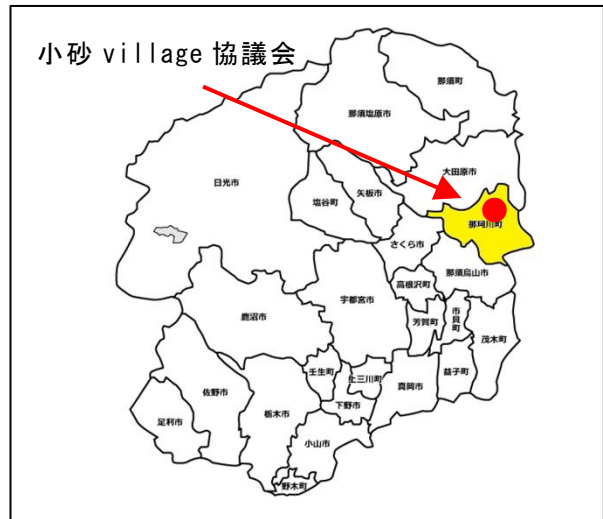 小砂 village 協議会
那須町
那須塩原市
大田原市
日光市
矢板市
塩谷町
那珂川町
さくら市
那須烏山市
高根沢町
宇都宮市
鹿沼市
芳賀町
市貝町
茂木町
壬生町
上三川町
真岡市
益子町
佐野市
下野市
栃木市
足利市
小山市
野木町